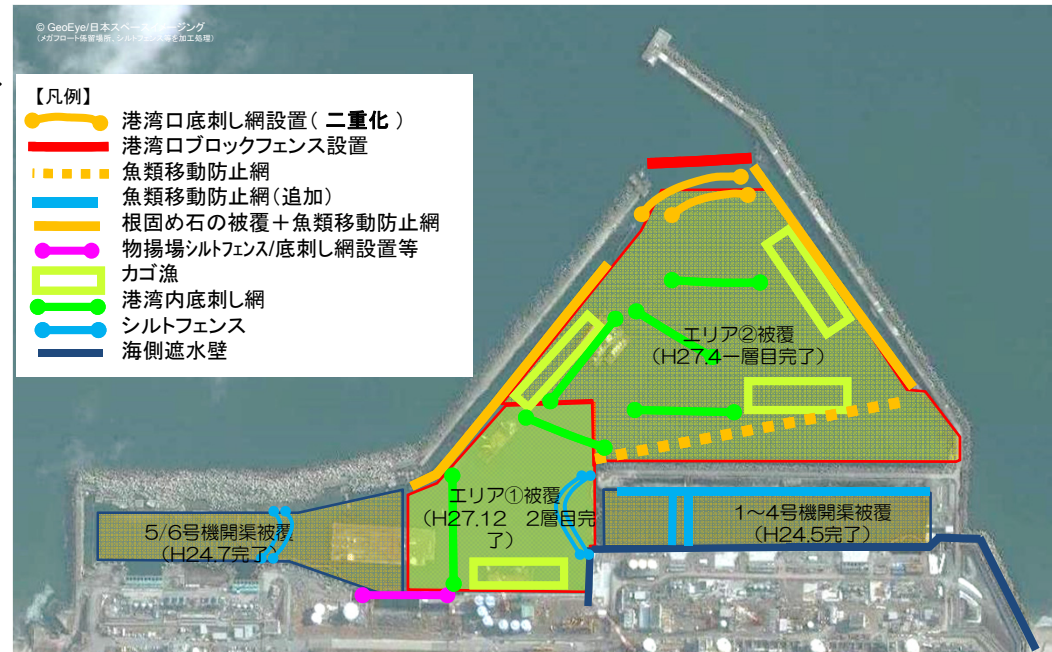 © GeoEye/日本スペースイメージング
(メガフロート係留場所、シルトフェンス等を加工処理)
【凡例】
港湾口底刺し網設置( 二重化 )
港湾口ブロックフェンス設置
魚類移動防止網
魚類移動防止網(追加)
根固め石の被覆＋魚類移動防止網
物揚場シルトフェンス/底刺し網設置等
カゴ漁
港湾内底刺し網
シルトフェンス
海側遮水壁
エリア②被覆
(H27.4一層目完了)
エリア①被覆
(H27.12 2層目完
了)
5/6号機開渠被覆
(H24.7完了)
1～4号機開渠被覆
(H24.5完了)